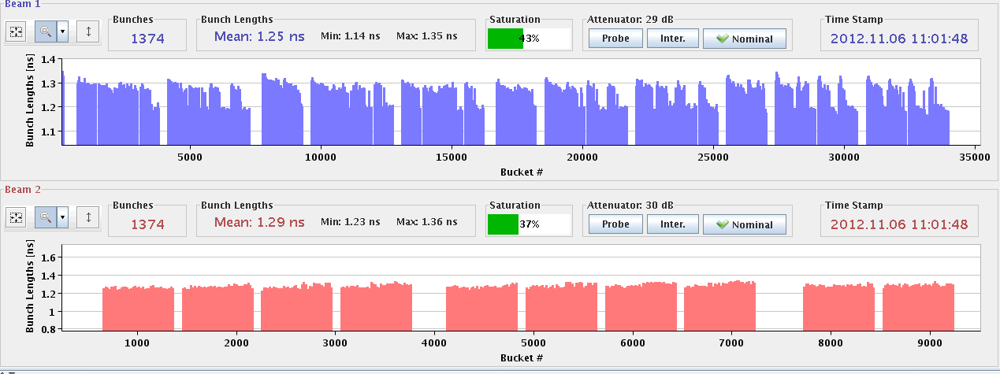 Beam 1
Bunches
1374
Bunch Lengths
Mean: 1.25 ns Min: 1.14 ns Max: 1.35 ns
Saturation
43%
Attenuator: 29 dB
Probe Inter. Nominal
Time Stamp
2012.11.06 11:01:48
Bunch Lengths [ns]
1.4
1.3
1.2
1.1
5000 10000 15000 20000 25000 30000 35000
Bucket #
Beam 2
Bunches
1374
Bunch Lengths
Mean: 1.29 ns Min: 1.23 ns Max: 1.36 ns
Saturation
37%
Attenuator: 30 dB
Probe Inter. Nominal
Time Stamp
2012.11.06 11:01:48
Bunch Lengths [ns]
1.6
1.4
1.2
1
0.8
1000 2000 3000 4000 5000 6000 7000 8000 9000
Bucket #